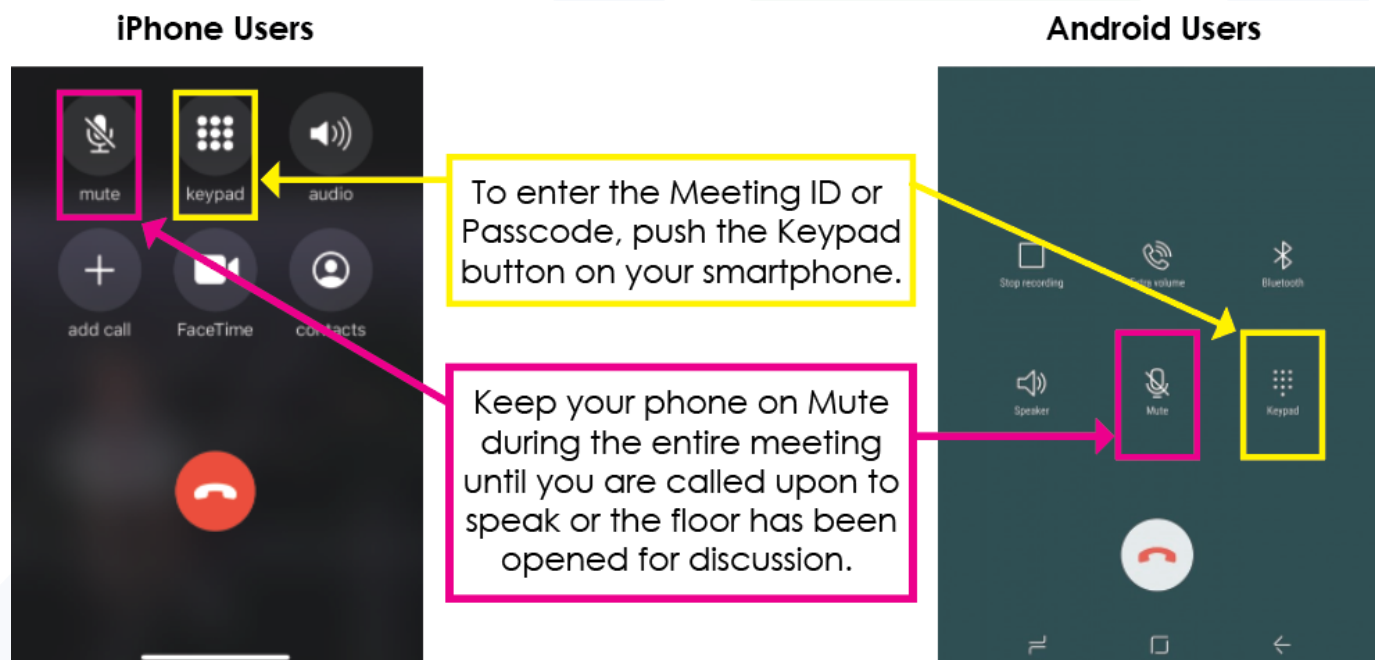 iPhone Users
Android Users
mute
keypad
audio
add call
FaceTime
contacts
To enter the Meeting ID or
Passcode, push the Keypad
button on your smartphone.
Keep your phone on Mute
during the entire meeting
until you are called upon to
speak or the floor has been
opened for discussion.
Stop recording
Extra volume
Bluetooth
Speaker
Mute
Keypad